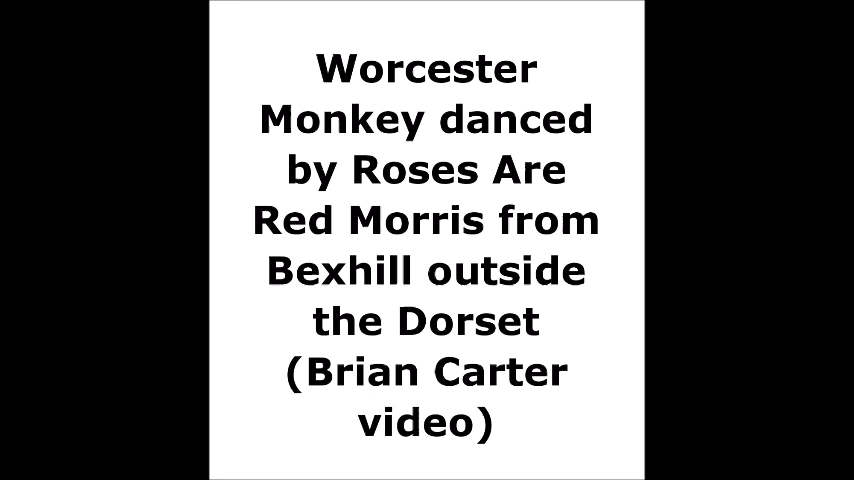 Worcester
Monkey danced
by Roses Are
Red Morris from
Bexhill outside
the Dorset
(Brian Carter
video)